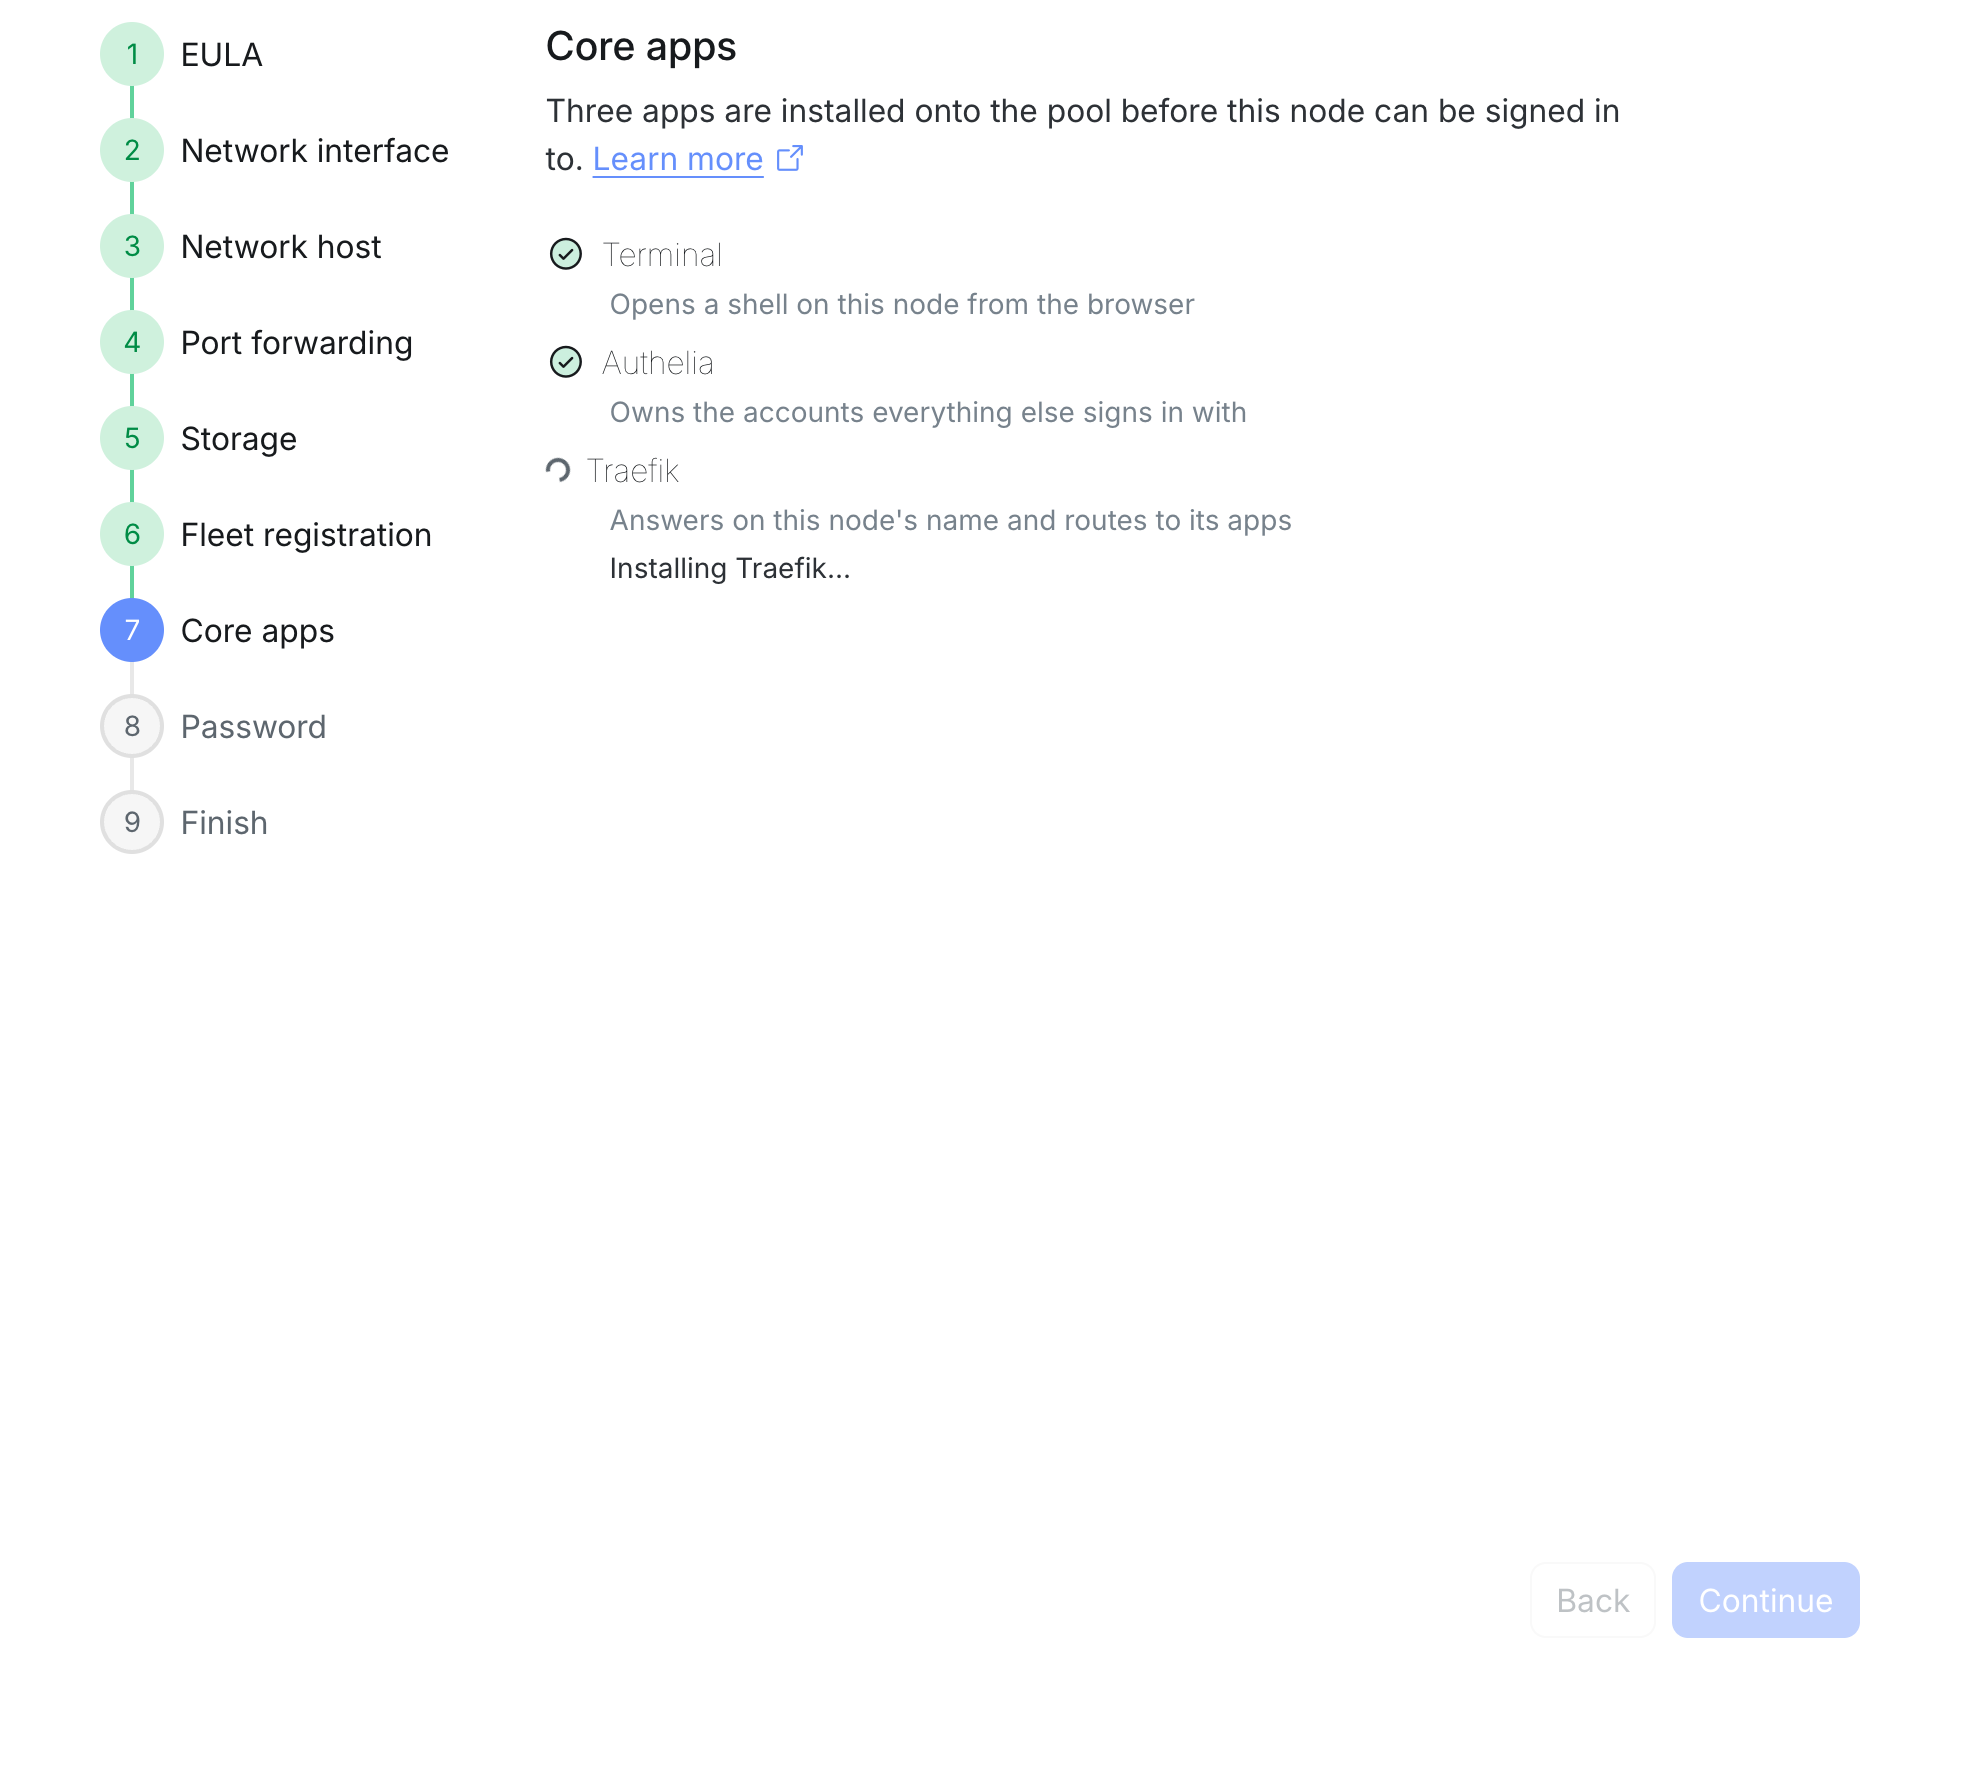 1 EULA
2 Network interface
3 Network host
4 Port forwarding
5 Storage
6 Fleet registration
7 Core apps
8 Password
9 Finish
Core apps
Three apps are installed onto the pool before this node can be signed in
to. Learn more
Terminal
Opens a shell on this node from the browser
Authelia
Owns the accounts everything else signs in with
Traefik
Answers on this node's name and routes to its apps
Installing Traefik...
Back
Continue